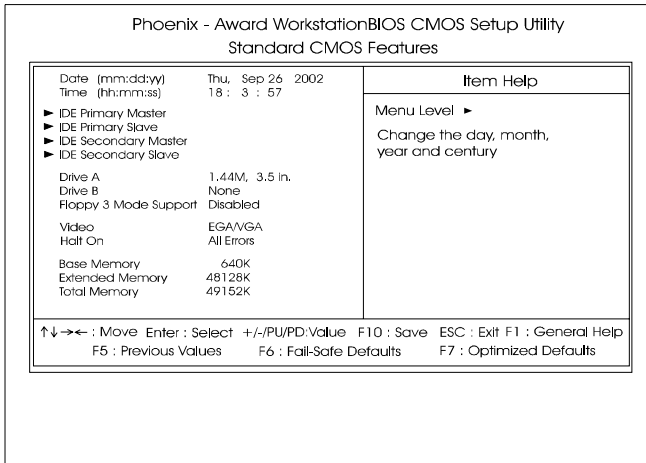 Phoenix - Award WorkstationBIOS CMOS Setup Utility
Standard CMOS Features
Date (mm:dd:yy) Thu, Sep 26 2002
Time (hh:mm:ss) 18 : 3 : 57
► IDE Primary Master
► IDE Primary Slave
► IDE Secondary Master
► IDE Secondary Slave
Drive A 1.44M, 3.5 in.
Drive B None
Floppy 3 Mode Support Disabled
Video EGA/VGA
Halt On All Errors
Base Memory 640K
Extended Memory 48128K
Total Memory 49152K
Item Help
Menu Level ►
Change the day, month,
year and century
↑↓→← : Move Enter : Select +/-/PU/PD:Value F10 : Save ESC : Exit F1 : General Help
F5 : Previous Values F6 : Fail-Safe Defaults F7 : Optimized Defaults